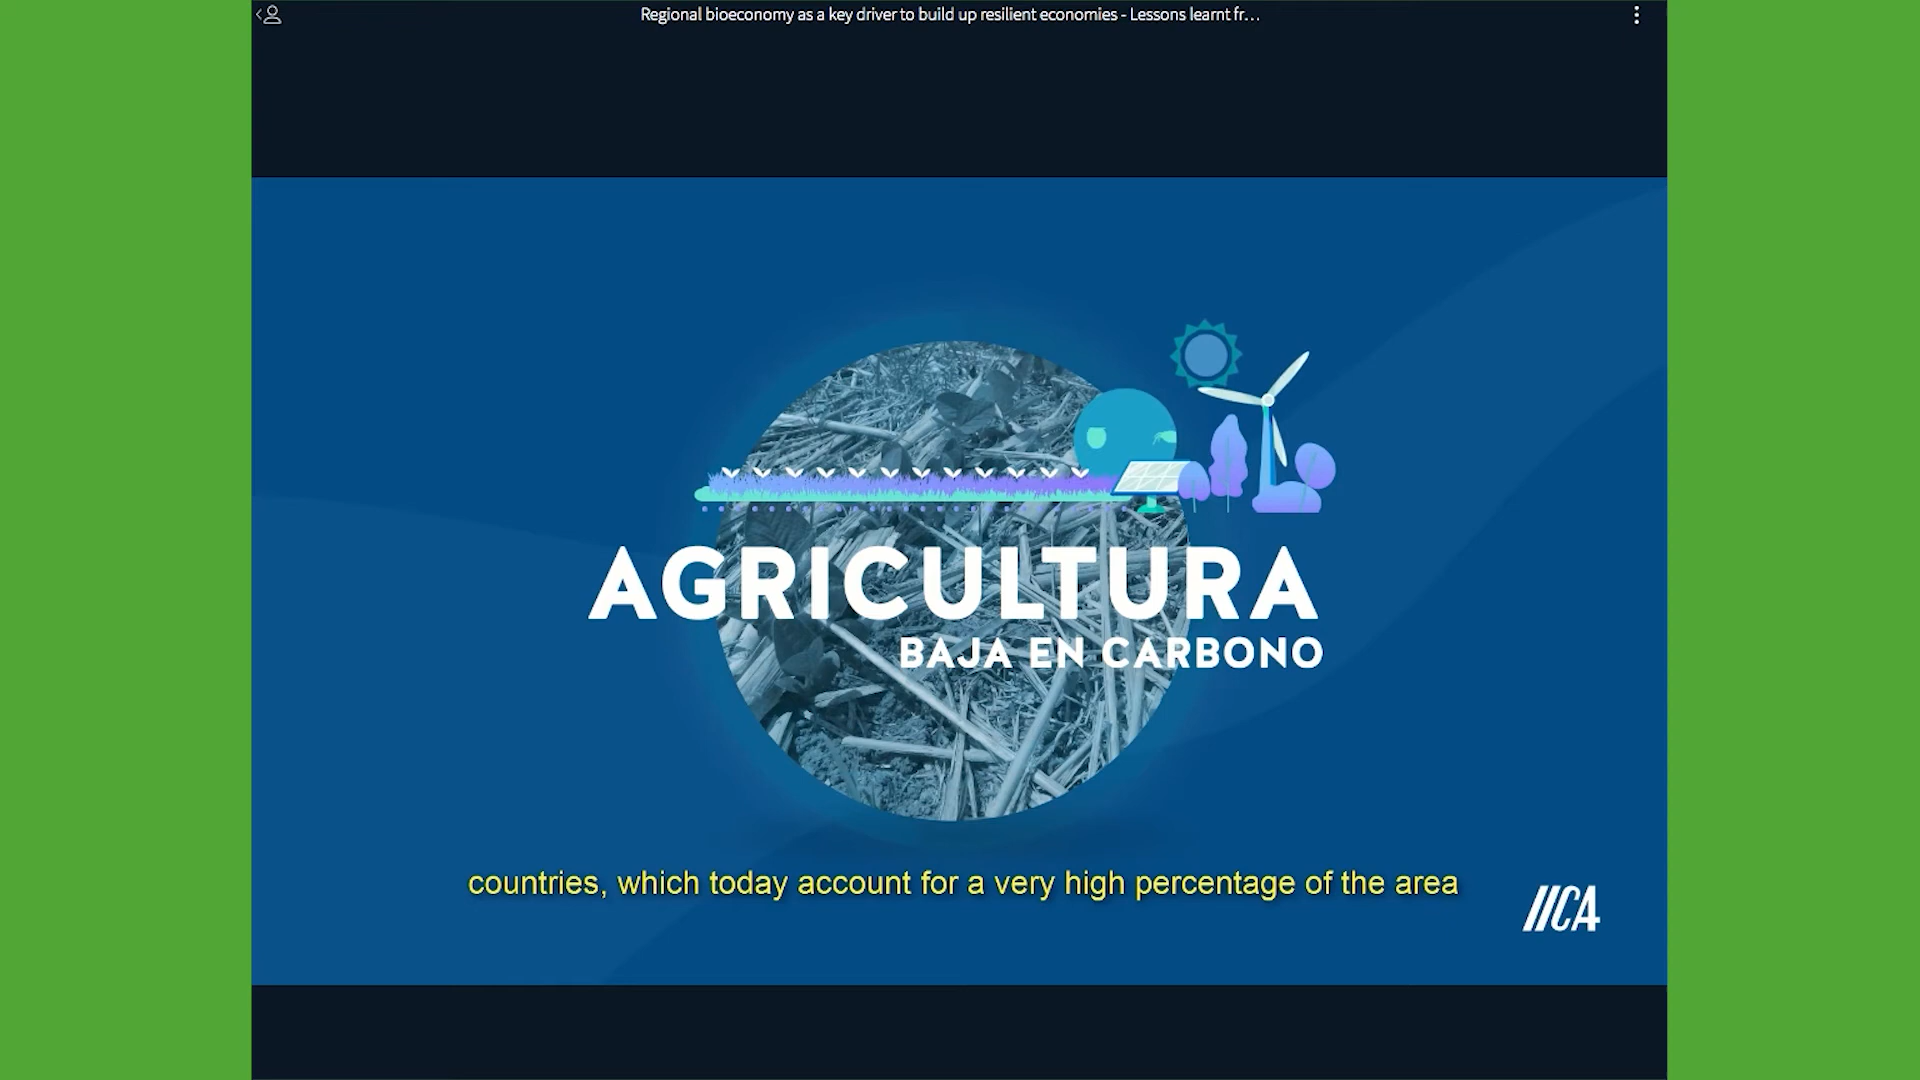 Regional bioeconomy as a key driver to build up resilient economies - Lessons learnt fr...
AGRICULTURA
BAJA EN CARBONO
countries, which today account for a very high percentage of the area
IICA